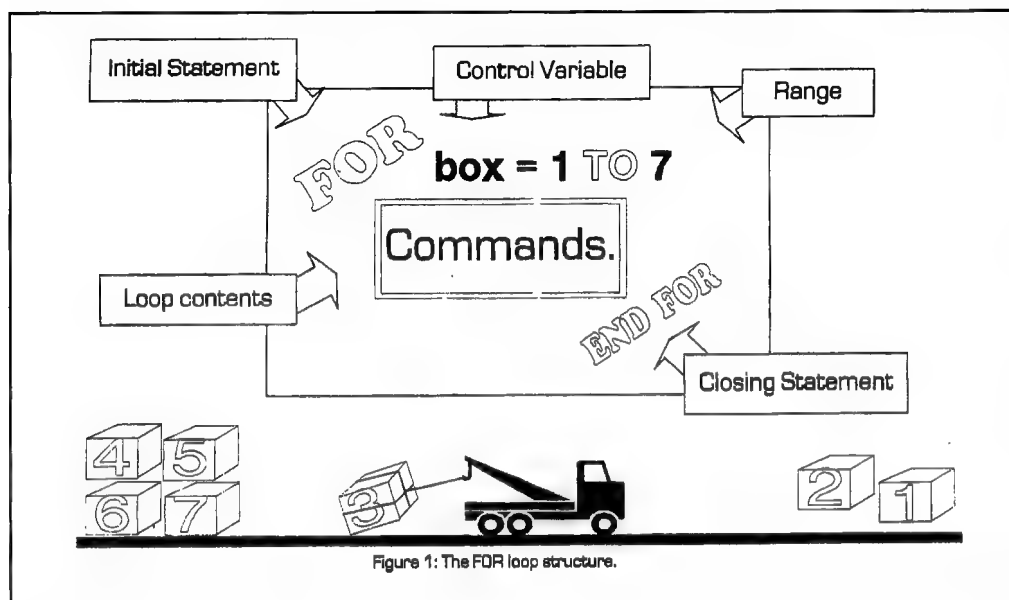 Initial Statement
Control Variable
Range
FOR
box = 1 TO 7
Commands.
Loop contents
END FOR
Closing Statement
4 5
6 7
3
2
1
Figure 1: The FOR loop structure.